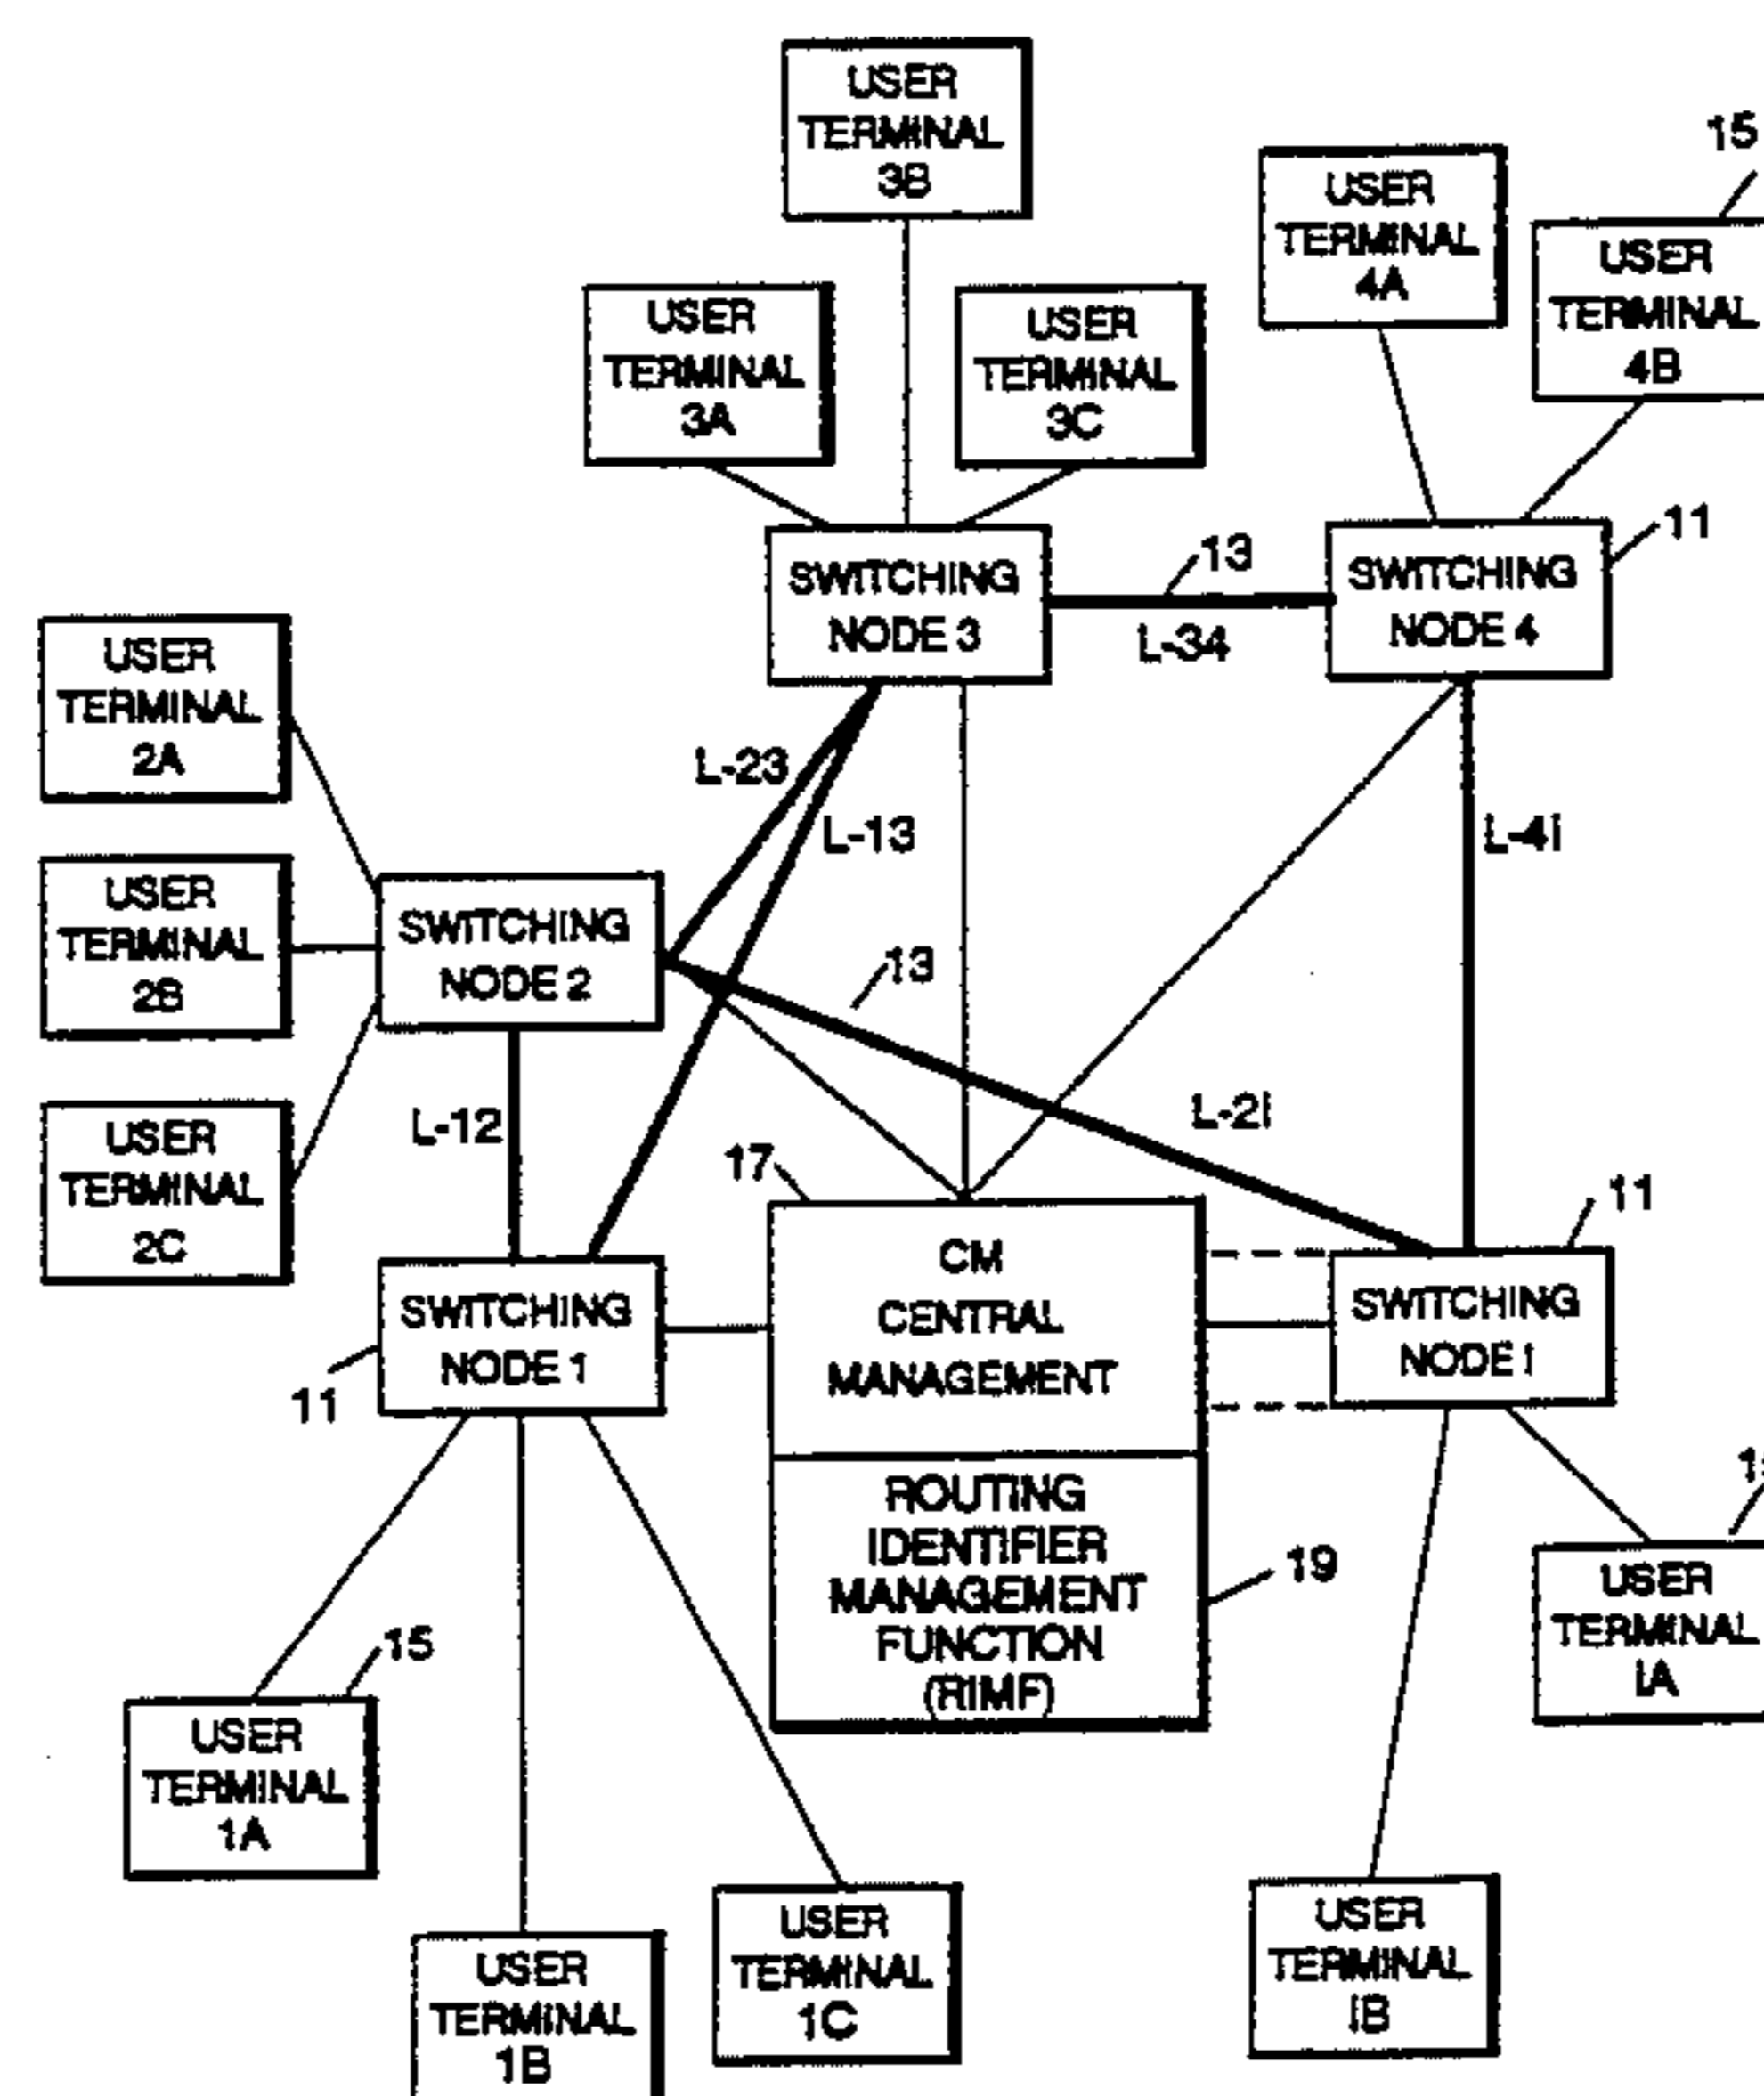 USER
TERMINAL
3B
USER
TERMINAL
4A
15
USER
TERMINAL
4B
USER
TERMINAL
3A
USER
TERMINAL
3C
SWITCHING
NODE 3
13
L-34
SWITCHING
NODE 4
11
USER
TERMINAL
2A
L-23
L-13
L-4i
USER
TERMINAL
2B
SWITCHING
NODE 2
13
USER
TERMINAL
2C
L-12
L-2i
17
CM
CENTRAL
MANAGEMENT
11
SWITCHING
NODE 1
11
SWITCHING
NODE I
ROUTING
IDENTIFIER
MANAGEMENT
FUNCTION
(RIMF)
19
USER
TERMINAL
IA
15
USER
TERMINAL
1A
USER
TERMINAL
1B
USER
TERMINAL
1C
USER
TERMINAL
IB